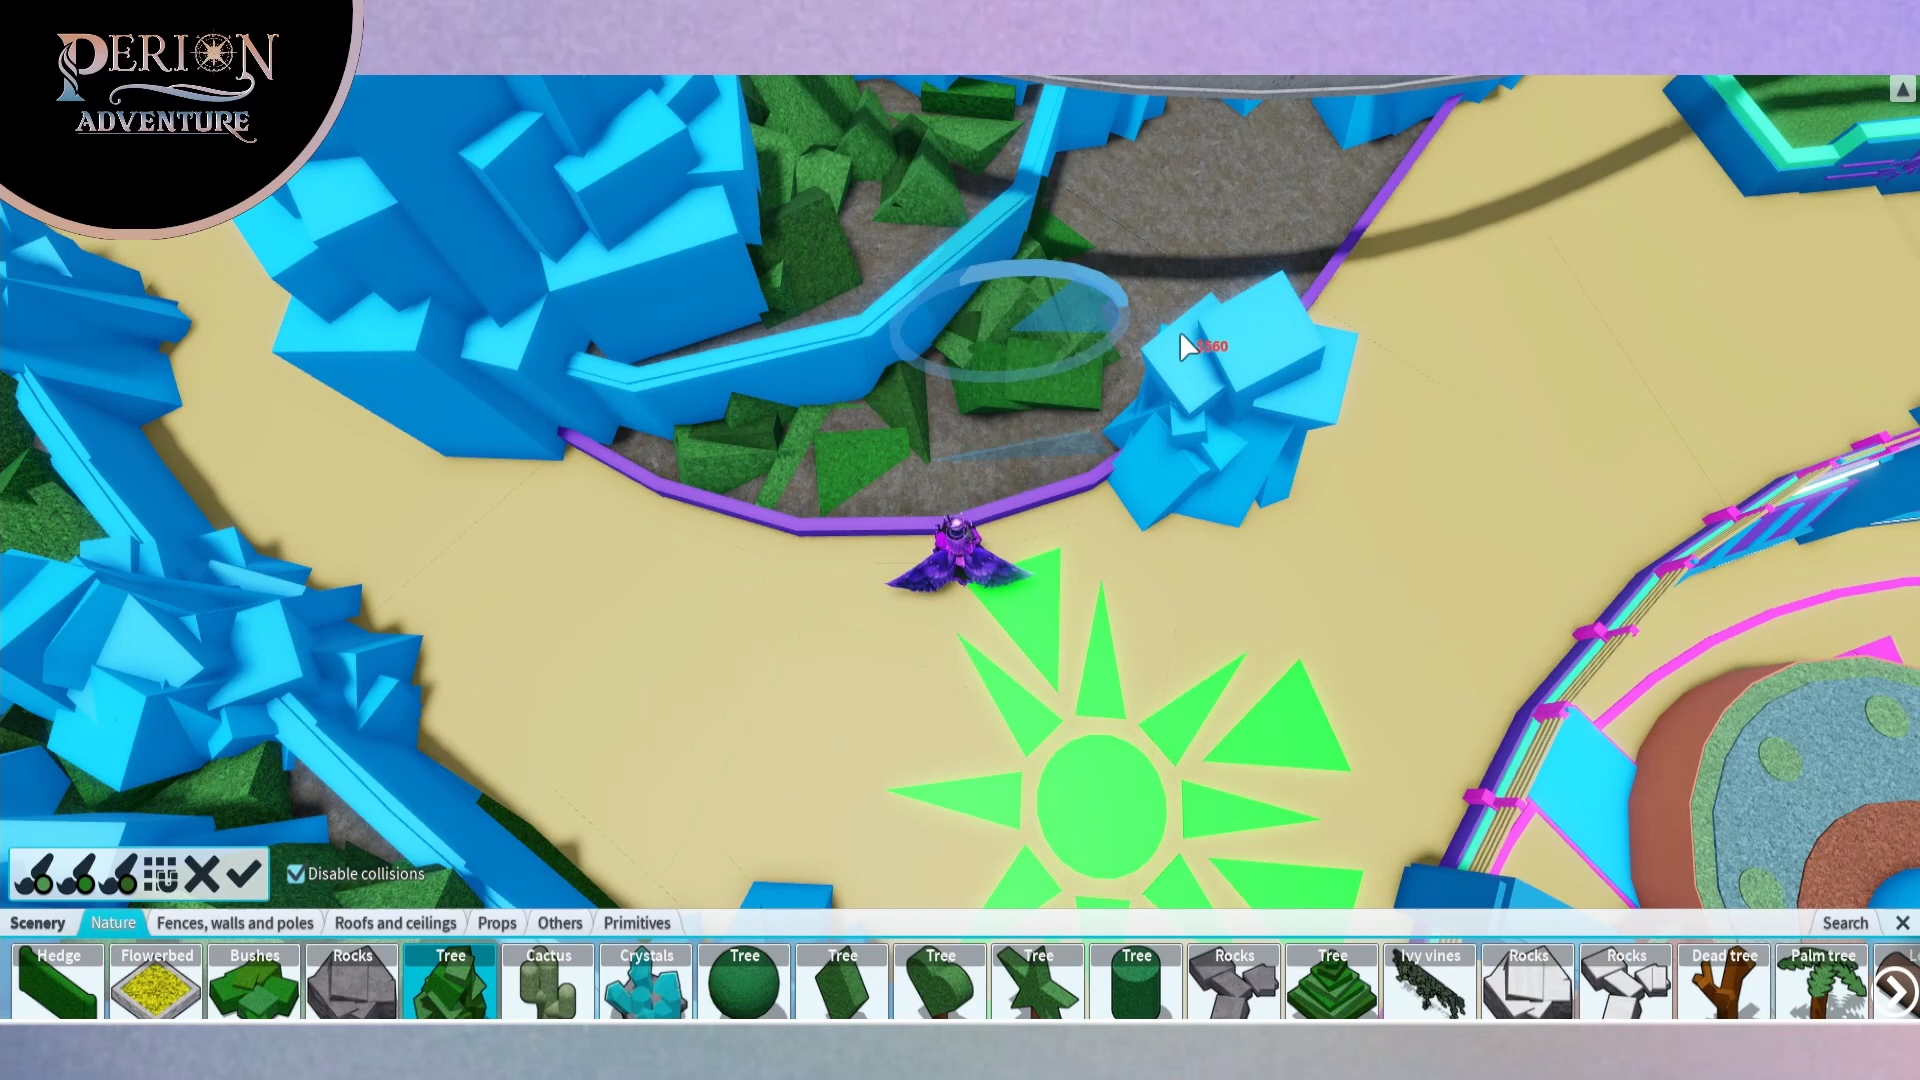 PERION
ADVENTURE
$560
Disable collisions
Scenery
Nature
Fences, walls and poles
Roofs and ceilings
Props
Others
Primitives
Search
Hedge
Flowerbed
Bushes
Rocks
Tree
Cactus
Crystals
Tree
Tree
Tree
Tree
Tree
Rocks
Tree
Ivy vines
Rocks
Rocks
Dead tree
Palm tree